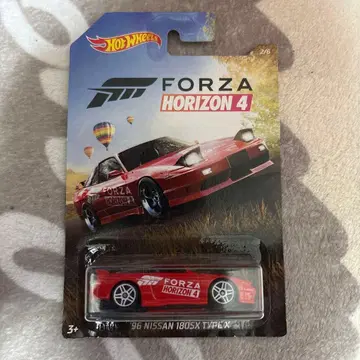 Hot Wheels
2/6
FORZA
HORIZON 4
FORZA
HORIZON 4
FORZA
HORIZON 4
3+
'96 NISSAN 180SX TYPE X